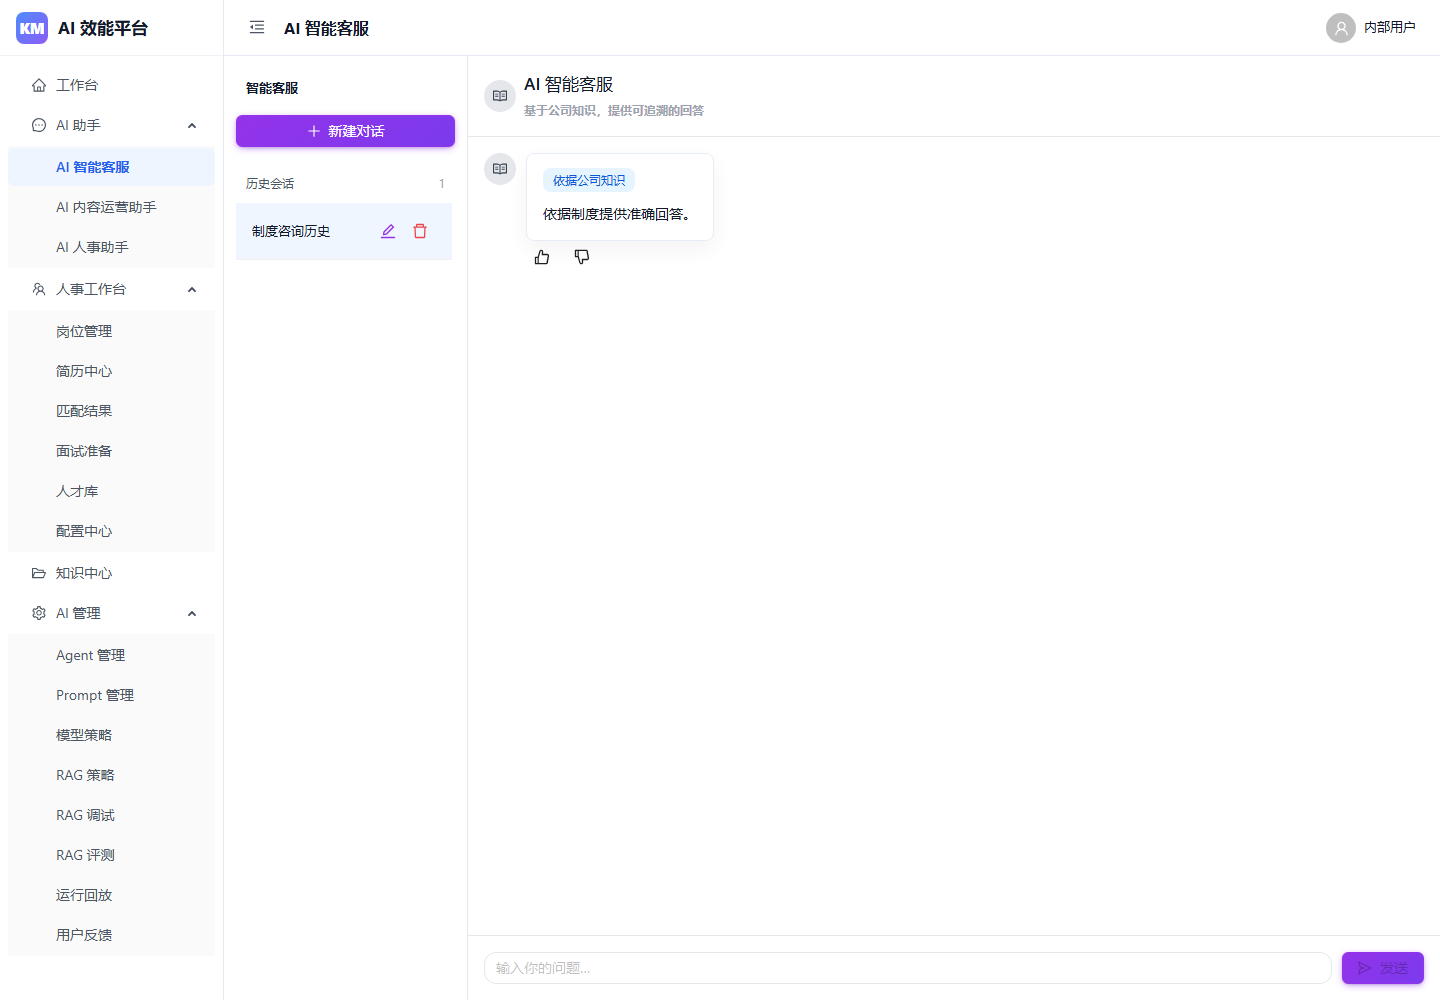 KM AI 效能平台
工作台
AI 助手
AI 智能客服
AI 内容运营助手
AI 人事助手
人事工作台
岗位管理
简历中心
匹配结果
面试准备
人才库
配置中心
知识中心
AI 管理
Agent 管理
Prompt 管理
模型策略
RAG 策略
RAG 调试
RAG 评测
运行回放
用户反馈
AI 智能客服
内部用户
智能客服
新建对话
历史会话 1
制度咨询历史
AI 智能客服
基于公司知识，提供可追溯的回答
依据公司知识
依据制度提供准确回答。
输入你的问题...
发送